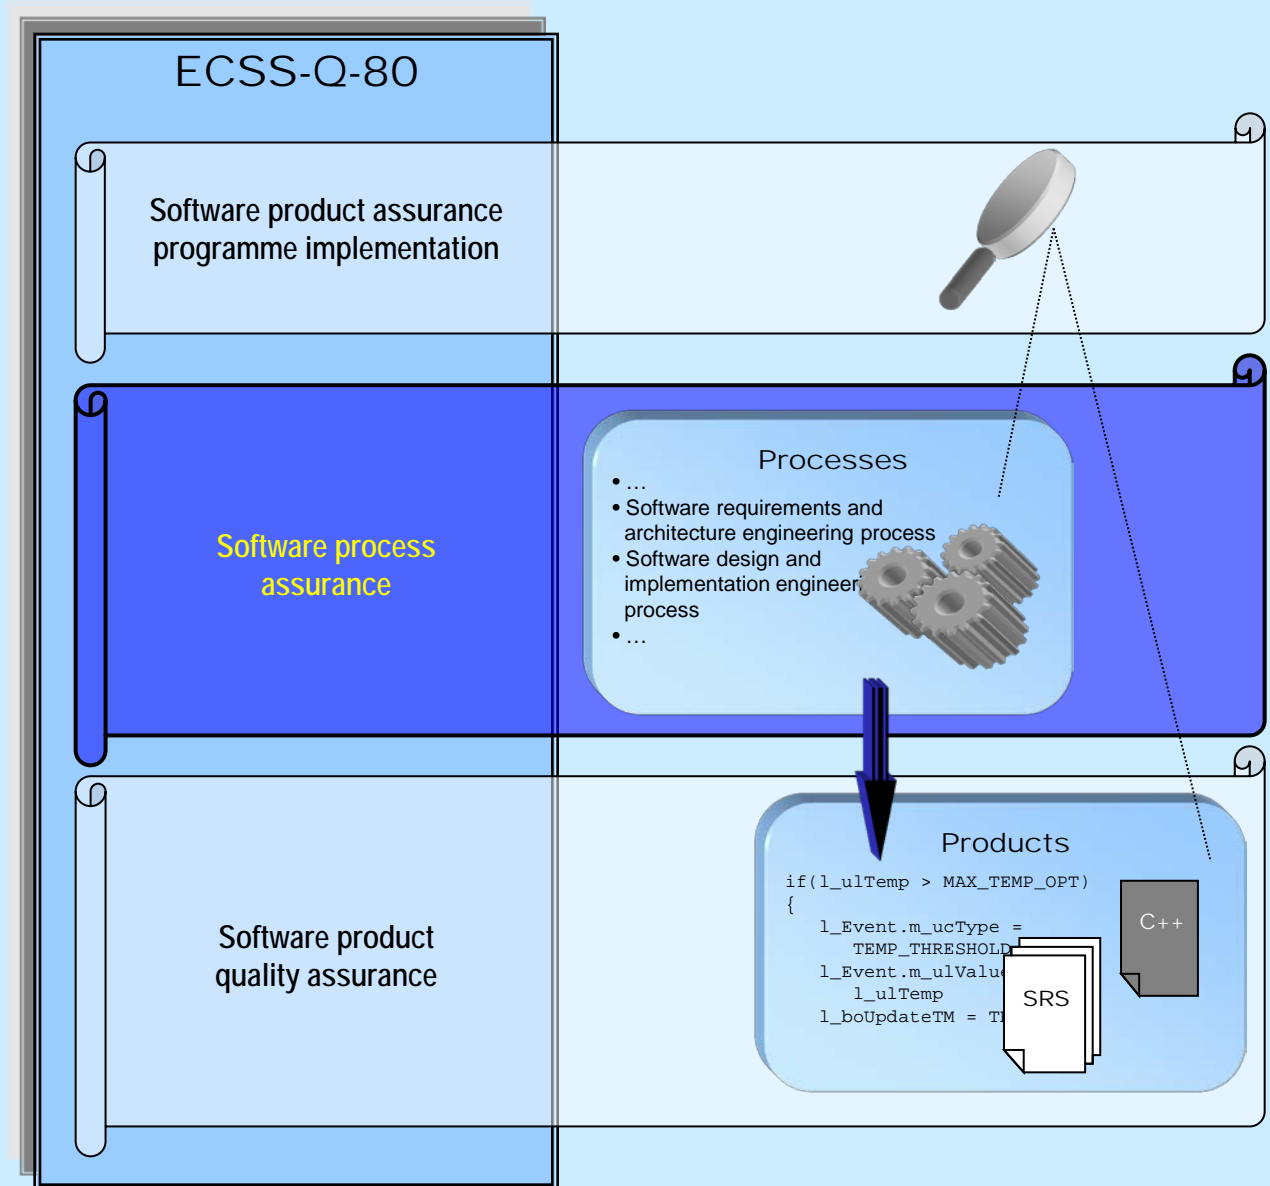 ECSS-Q-80
Software product assurance
programme implementation
Software process
assurance
Processes
• ...
• Software requirements and
architecture engineering process
• Software design and
implementation engineeri
process
• ...
Software product
quality assurance
Products
if(l_ulTemp > MAX_TEMP_OPT)
{
l_Event.m_ucType =
TEMP_THRESHOLD
l_Event.m_ulValue
l_ulTemp
l_boUpdateTM =
C++
SRS